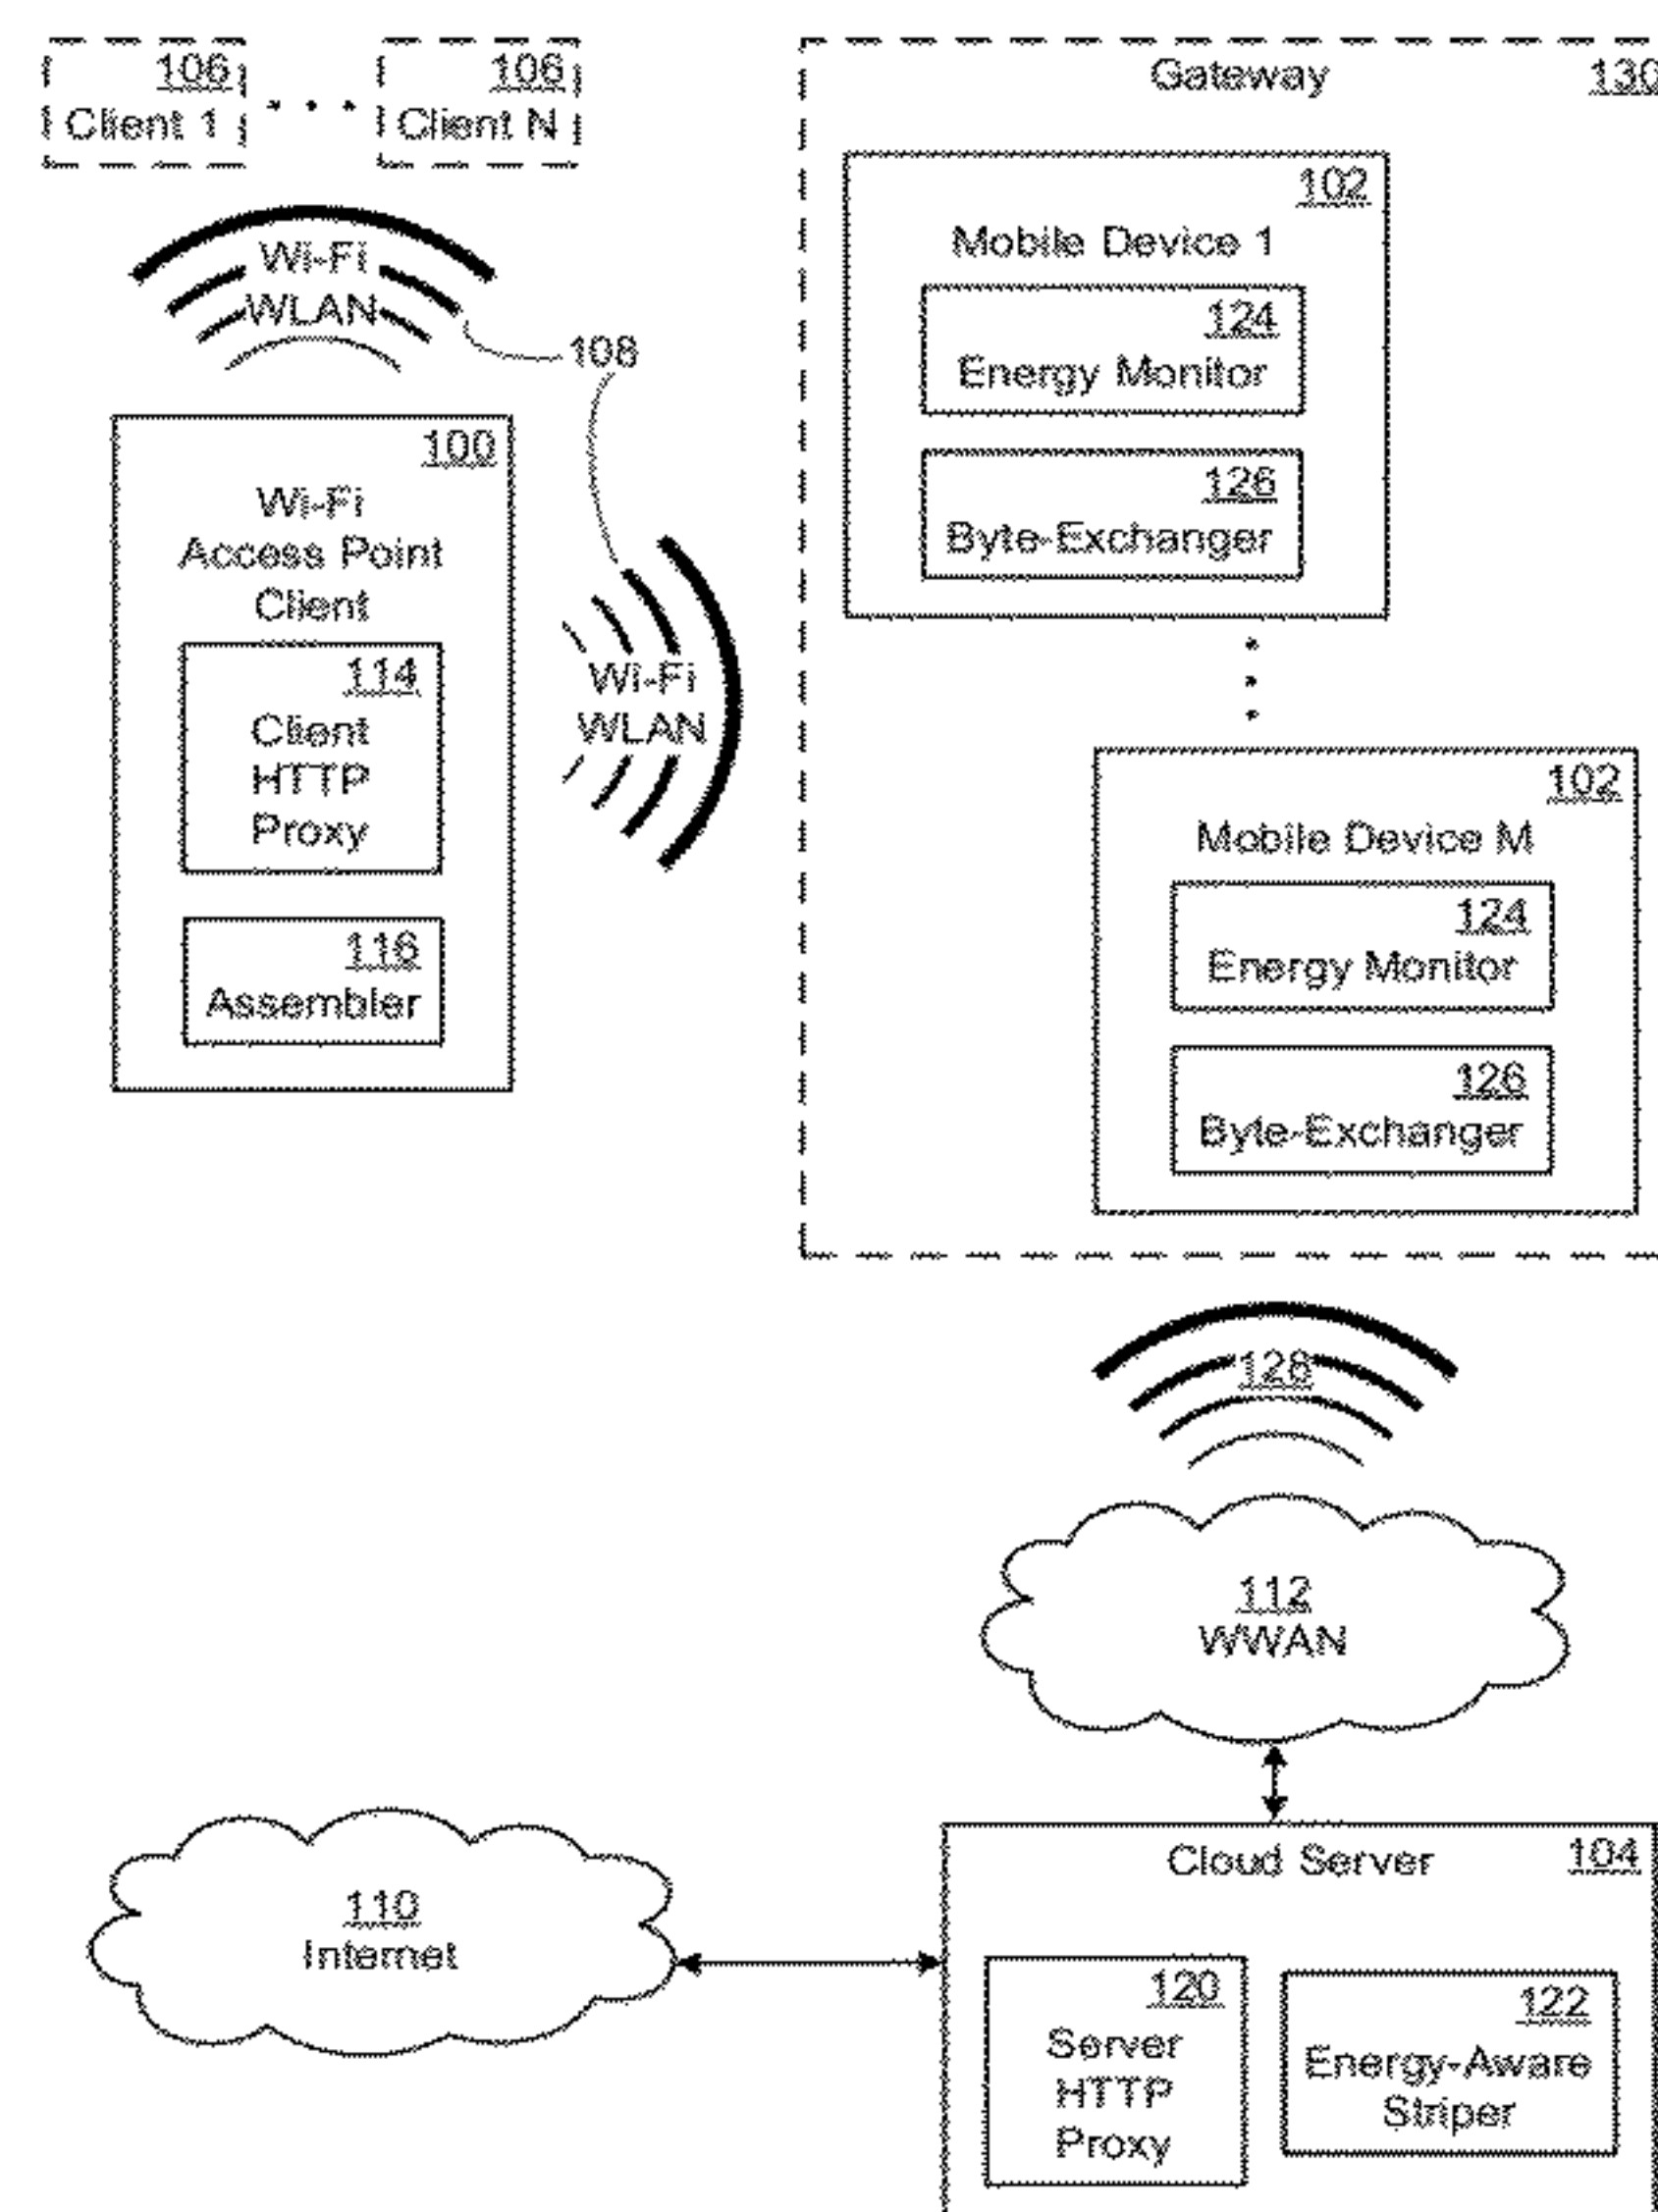 106
Client 1
. . .
106
Client N
Wi-Fi
WLAN
108
100
Wi-Fi
Access Point
Client
114
Client
HTTP
Proxy
116
Assembler
Wi-Fi
WLAN
Gateway
130
102
Mobile Device 1
124
Energy Monitor
126
Byte-Exchanger
102
Mobile Device M
124
Energy Monitor
126
Byte-Exchanger
128
112
WWAN
110
Internet
Cloud Server
104
120
Server
HTTP
Proxy
122
Energy-Aware
Striper